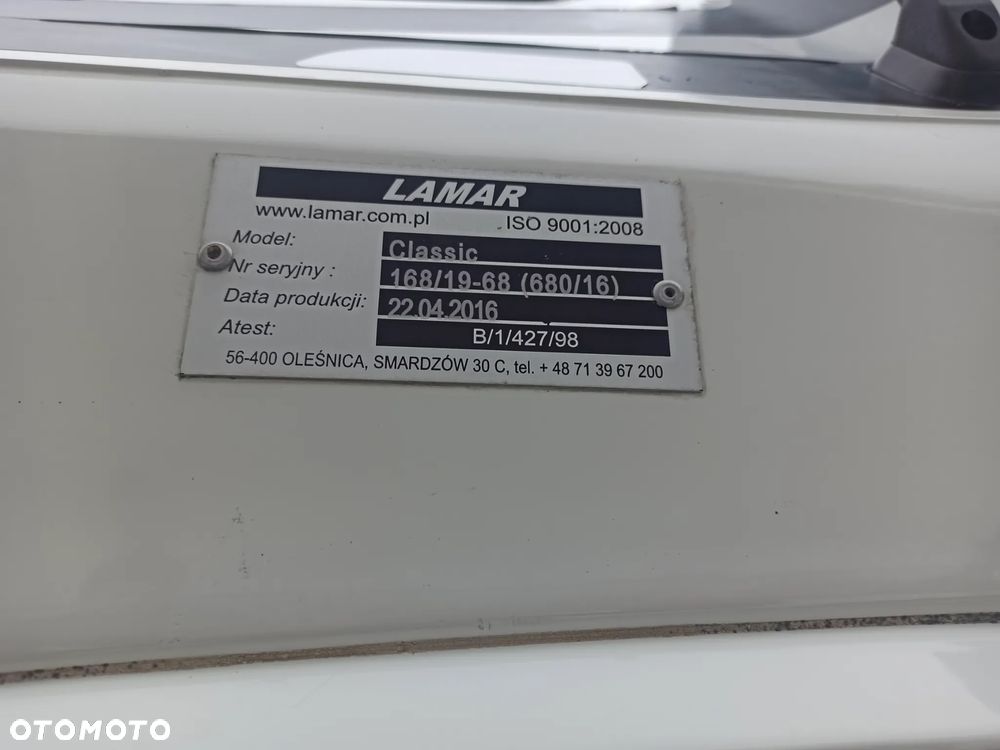 LAMAR
www.lamar.com.pl ISO 9001:2008
Model: Classic
Nr seryjny : 168/19-68 (680/16)
Data produkcji: 22.04.2016
Atest: B/1/427/98
56-400 OLEŚNICA, SMARDZÓW 30 C, tel. + 48 71 39 67 200
OTOMOTO